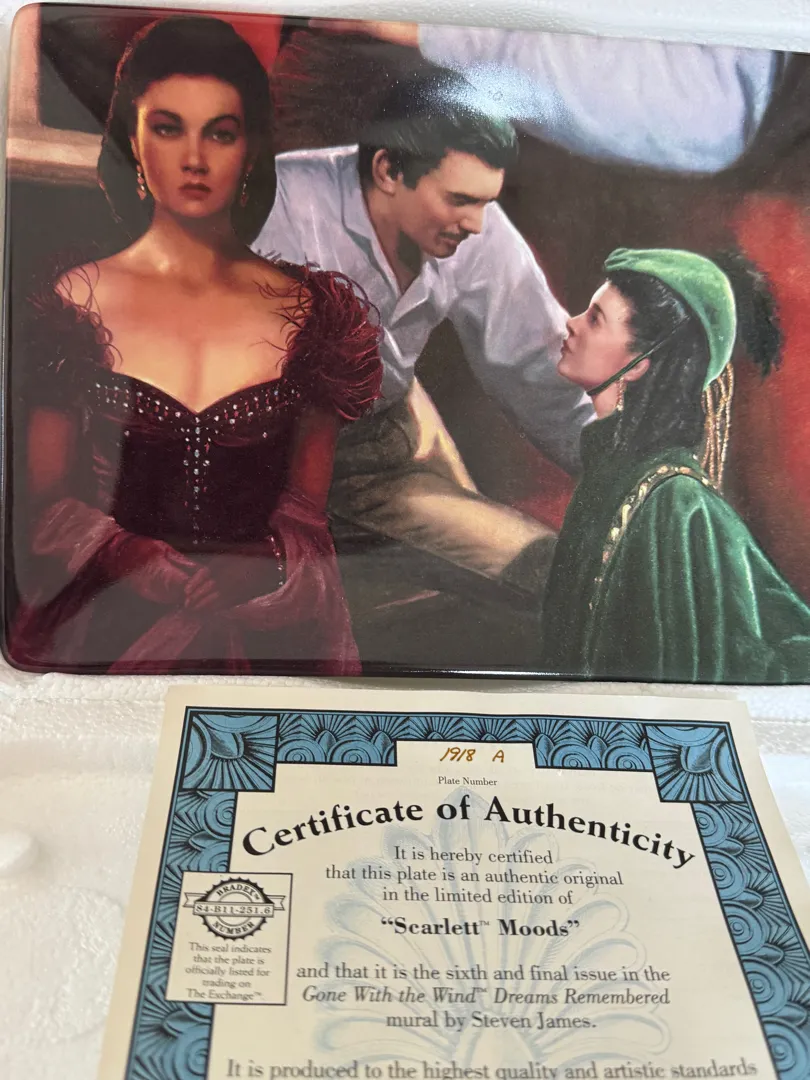 1918 A
Plate Number
Certificate of Authenticity
It is hereby certified
that this plate is an authentic original
in the limited edition of
“Scarlett™ Moods”
and that it is the sixth and final issue in the
Gone With the Wind™ Dreams Remembered
mural by Steven James.
It is produced to the highest quality and artistic standards
BRADEX™
84-B11-251.6
NUMBER
This seal indicates
that the plate is
officially listed for
trading on
The Exchange™